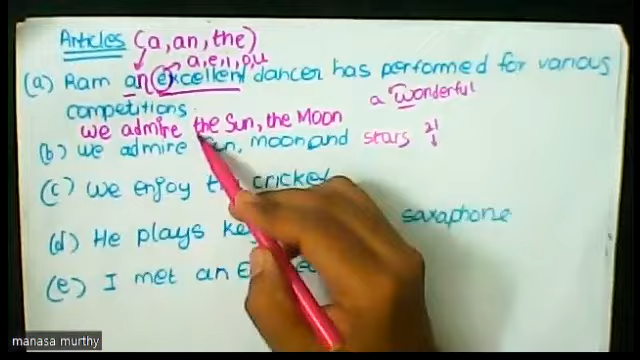 Articles (a, an, the)
a, e, i, o, u
(a) Ram an excellent dancer has performed for various
a wonderful
competitions.
we admire the Sun, the Moon
(b) we admire Sun, moon and stars
(c) we enjoy the cricket
(d) He plays saxaphone
(e) I met an
manasa murthy